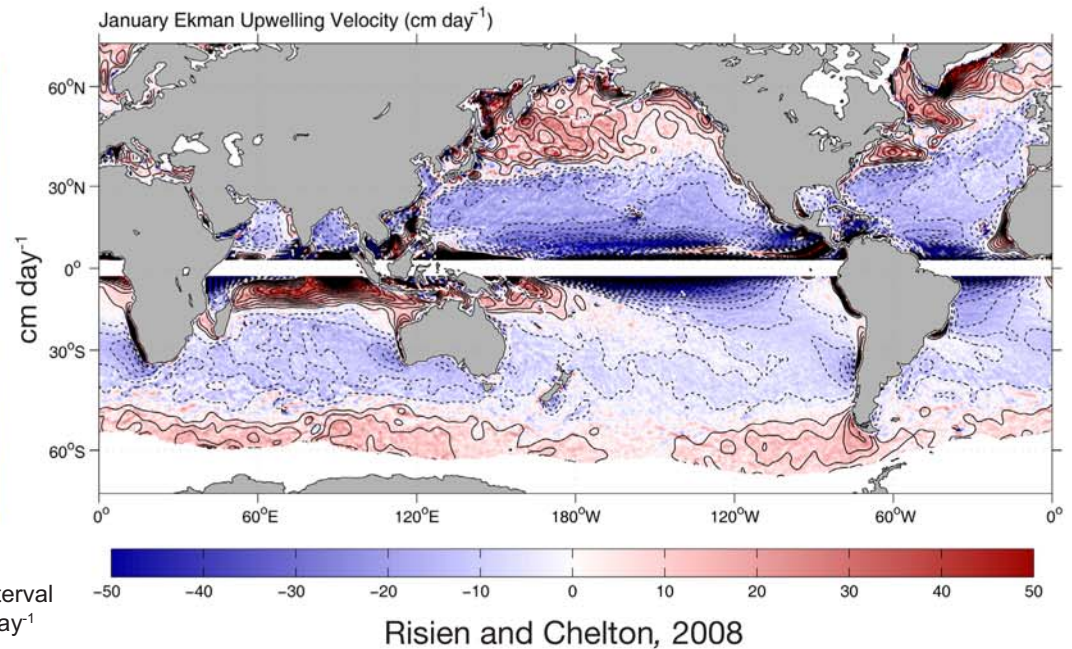 January Ekman Upwelling Velocity (cm day⁻¹)
60°N
30°N
0°
30°S
60°S
cm day⁻¹
0° 60°E 120°E 180°W 120°W 60°W 0°
−50 −40 −30 −20 −10 0 10 20 30 40 50
Risien and Chelton, 2008